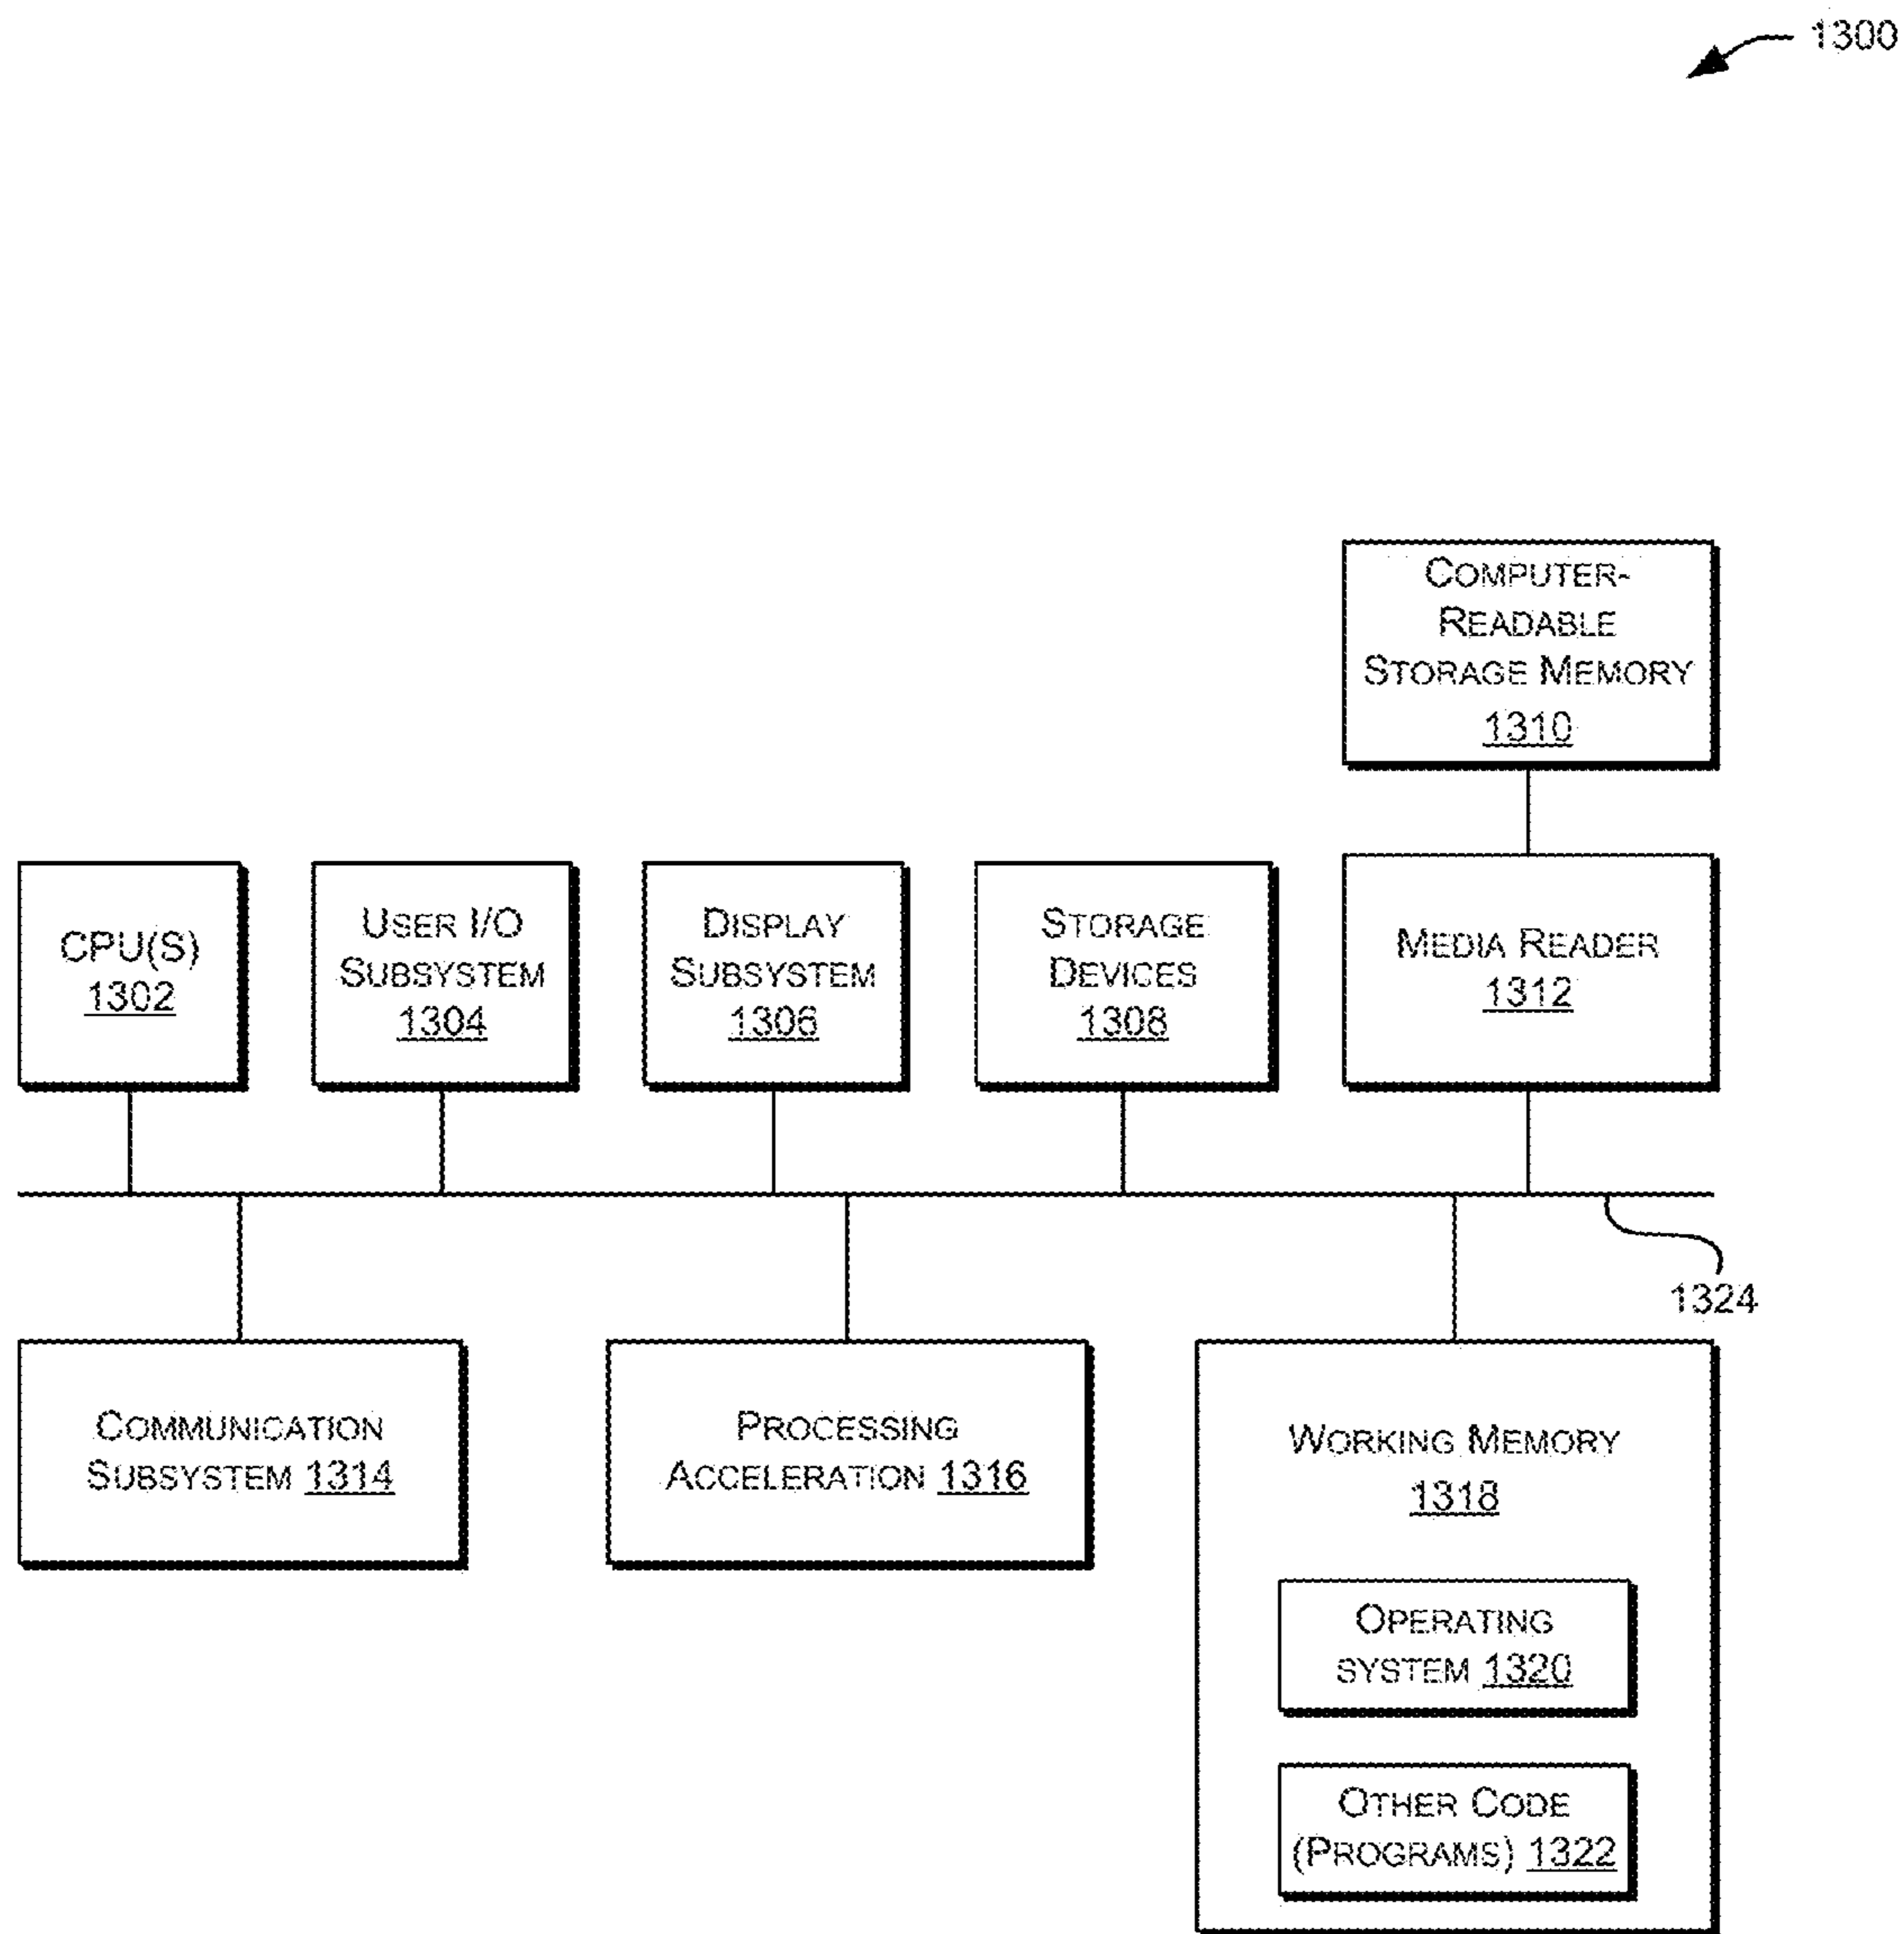 1300
COMPUTER-
READABLE
STORAGE MEMORY
1310
CPU(S)
1302
USER I/O
SUBSYSTEM
1304
DISPLAY
SUBSYSTEM
1306
STORAGE
DEVICES
1308
MEDIA READER
1312
1324
COMMUNICATION
SUBSYSTEM 1314
PROCESSING
ACCELERATION 1316
WORKING MEMORY
1318
OPERATING
SYSTEM 1320
OTHER CODE
(PROGRAMS) 1322